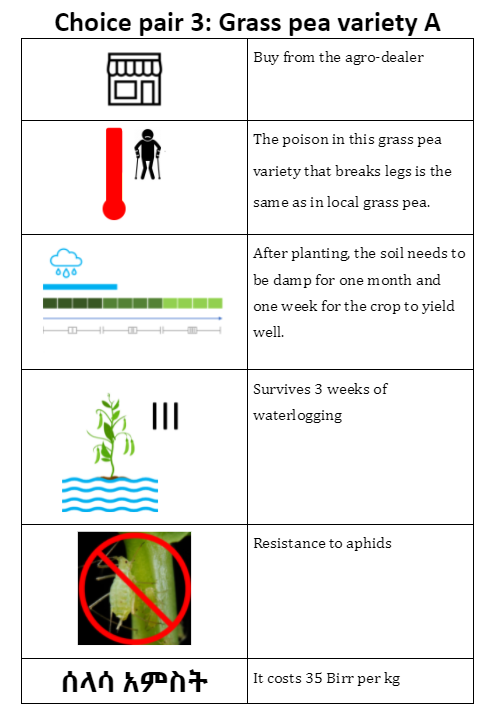 Choice pair 3: Grass pea variety A
Buy from the agro-dealer
The poison in this grass pea
variety that breaks legs is the
same as in local grass pea.
After planting, the soil needs to
be damp for one month and
one week for the crop to yield
well.
I II III
III
Survives 3 weeks of
waterlogging
Resistance to aphids
ሰላሳ አምስት
It costs 35 Birr per kg